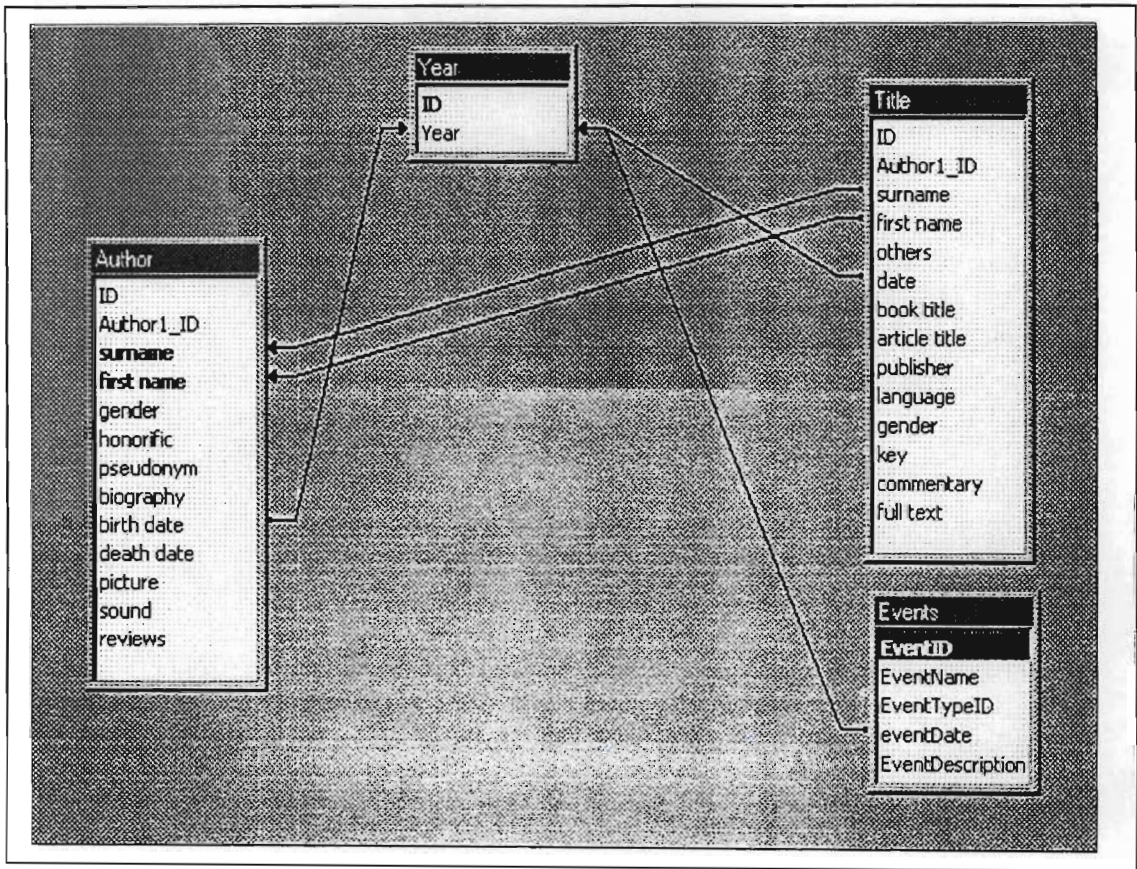 Year
ID
Year
Title
ID
Author1_ID
surname
first name
others
date
book title
article title
publisher
language
gender
key
commentary
full text
Author
ID
Author1_ID
surname
first name
gender
honorific
pseudonym
biography
birth date
death date
picture
sound
reviews
Events
EventID
EventName
EventTypeID
eventDate
EventDescription